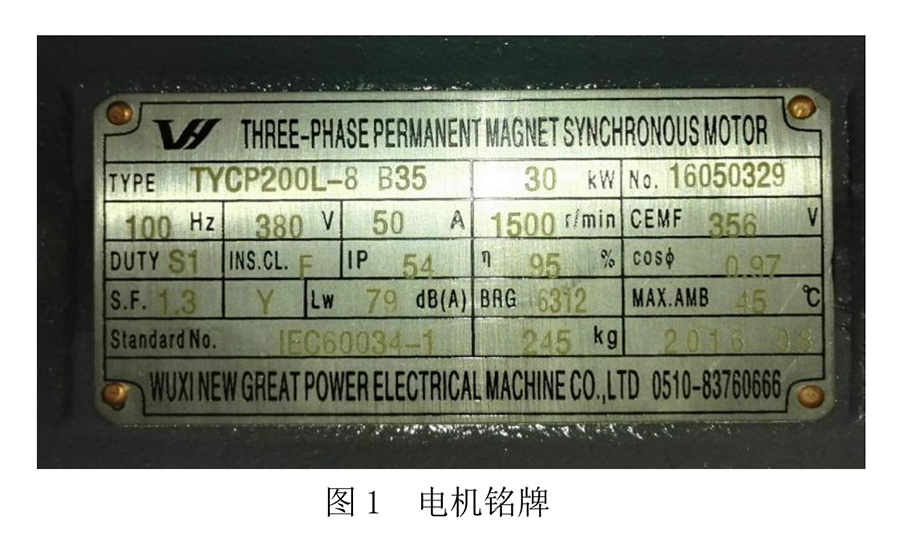 THREE-PHASE PERMANENT MAGNET SYNCHRONOUS MOTOR
TYPE TYCP200L-8 B35 30 kW No. 16050329
100 Hz 380 V 50 A 1500 r/min CEMF 356 V
DUTY S1 INS.CL. F IP 54 η 95 % cosϕ 0.97
S.F. 1.3 Y Lw 79 dB(A) BRG 6312 MAX.AMB 45 ℃
Standard No. IEC60034-1 245 kg 2016
WUXI NEW GREAT POWER ELECTRICAL MACHINE CO.,LTD 0510-83760666
图 1 电机铭牌